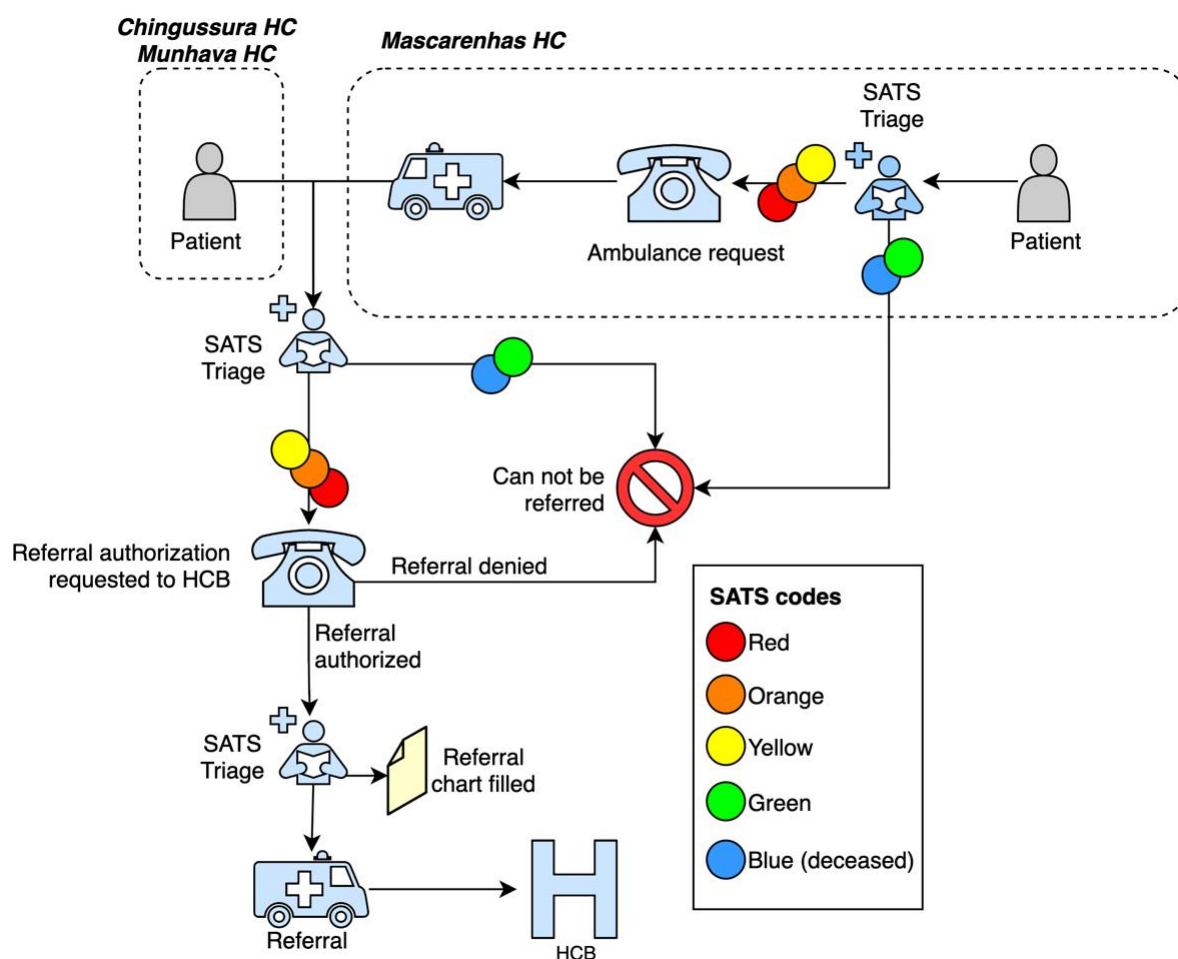 Chingussura HC
Munhava HC
Mascarenhas HC
SATS
Triage
Patient
Ambulance request
Patient
SATS
Triage
Can not be
referred
Referral authorization
requested to HCB
Referral denied
Referral
authorized
SATS
Triage
Referral
chart filled
Referral
HCB
SATS codes
Red
Orange
Yellow
Green
Blue (deceased)